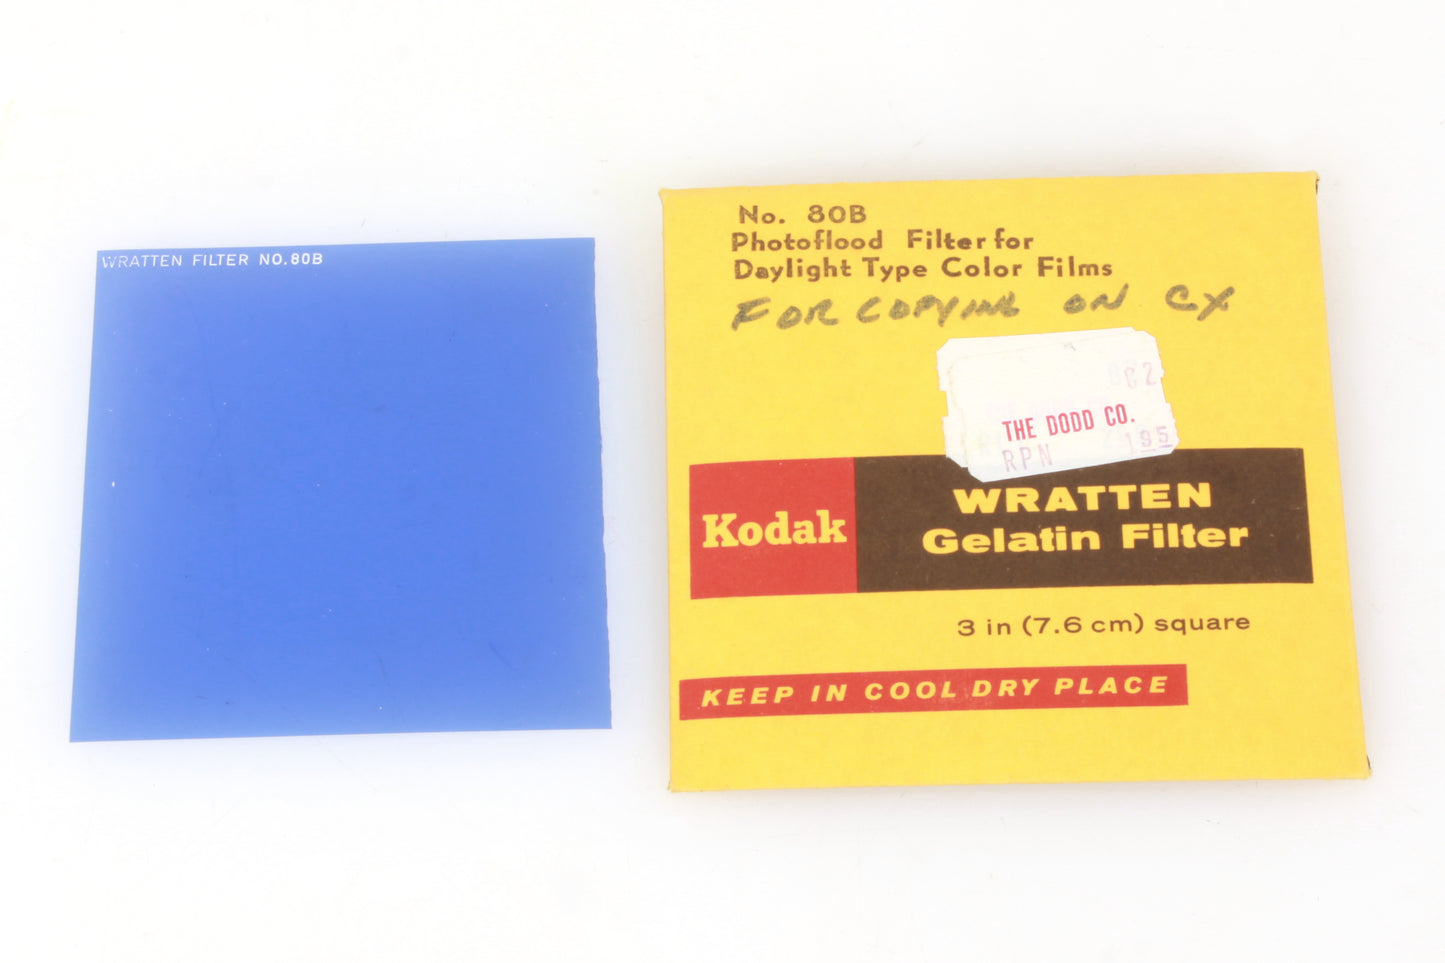 WRATTEN FILTER NO.80B
No. 80B
Photoflood Filter for
Daylight Type Color Films
FOR COPYING ON CX
THE DODD CO.
RPN 195
Kodak
WRATTEN
Gelatin Filter
3 in (7.6 cm) square
KEEP IN COOL DRY PLACE